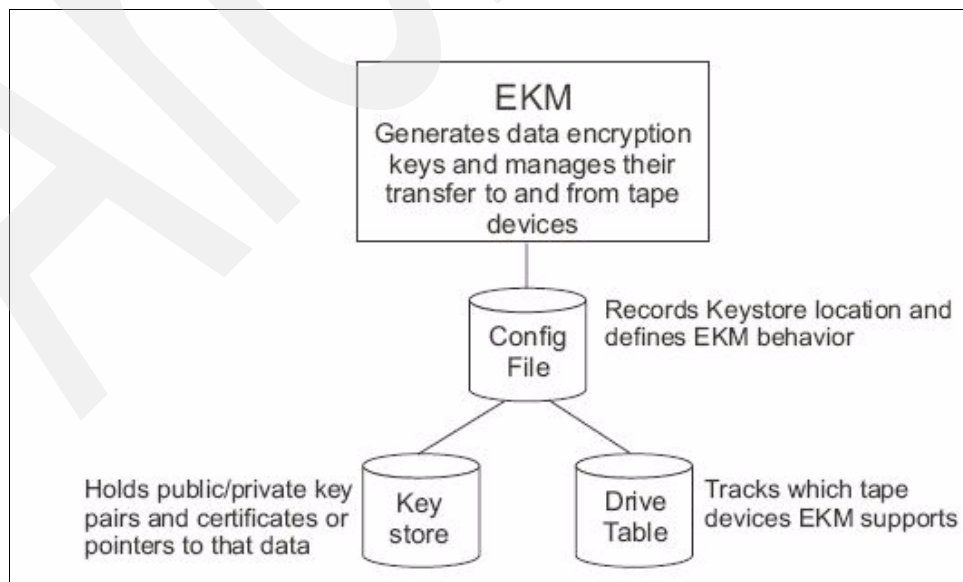 EKM
Generates data encryption
keys and manages their
transfer to and from tape
devices
Config
File
Records Keystore location and
defines EKM behavior
Holds public/private key
pairs and certificates or
pointers to that data
Key
store
Drive
Table
Tracks which tape
devices EKM supports